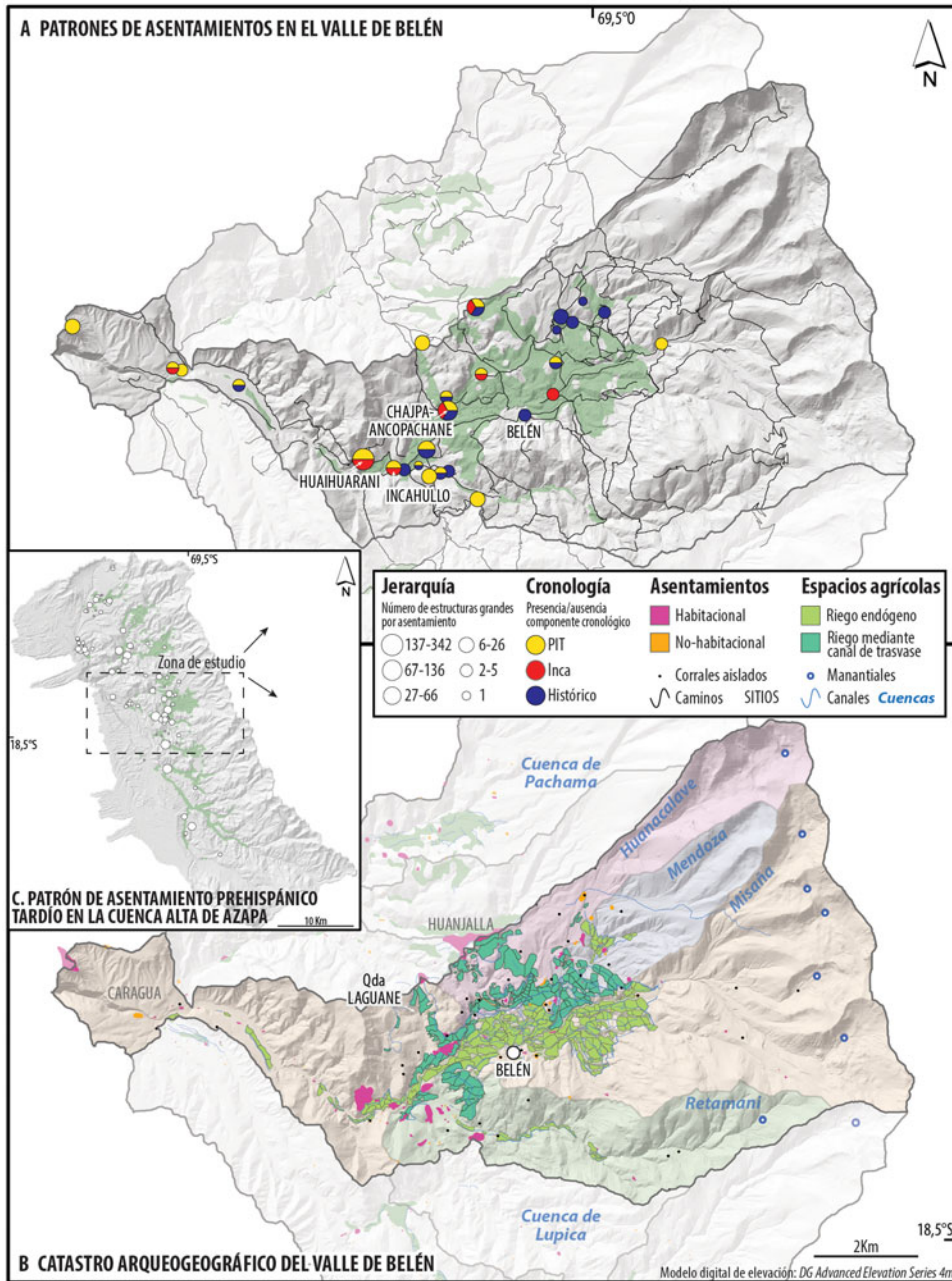 A PATRONES DE ASENTAMIENTOS EN EL VALLE DE BELÉN
69,5°O
N
CHAJPA-
ANCOPACHANE
BELÉN
HUAIHUARANI
INCAHULLO
69,5°S
N
Zona de estudio
18,5°S
C. PATRÓN DE ASENTAMIENTO PREHISPÁNICO
TARDÍO EN LA CUENCA ALTA DE AZAPA
10 Km
Jerarquía
Número de estructuras grandes
por asentamiento
137-342
6-26
67-136
2-5
27-66
1
Cronología
Presencia/ausencia
componente cronológico
PIT
Inca
Histórico
Asentamientos
Habitacional
No-habitacional
Corrales aislados
Caminos SITIOS
Espacios agrícolas
Riego endógeno
Riego mediante
canal de trasvase
Manantiales
Canales Cuencas
Cuenca de
Pachama
Huanacalave
Mendoza
Misaña
HUANJALLA
Qda
LAGUANE
CARAGUA
BELÉN
Retamani
Cuenca de
Lupica
18,5°S
2Km
B CATASTRO ARQUEOGEOGRÁFICO DEL VALLE DE BELÉN
Modelo digital de elevación: DG Advanced Elevation Series 4m